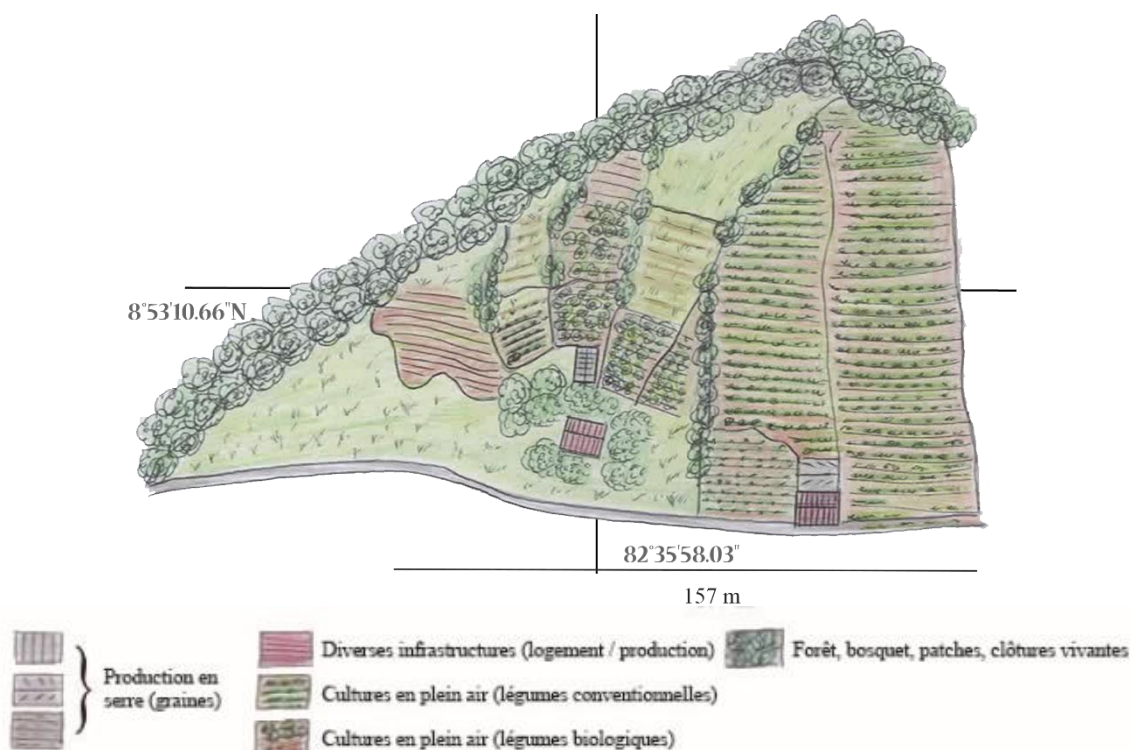 8°53'10.66"N
82°35'58.03"
157 m
Production en
serre (graines)
Diverses infrastructures (logement / production)
Cultures en plein air (légumes conventionnelles)
Cultures en plein air (légumes biologiques)
Forêt, bosquet, patches, clôtures vivantes